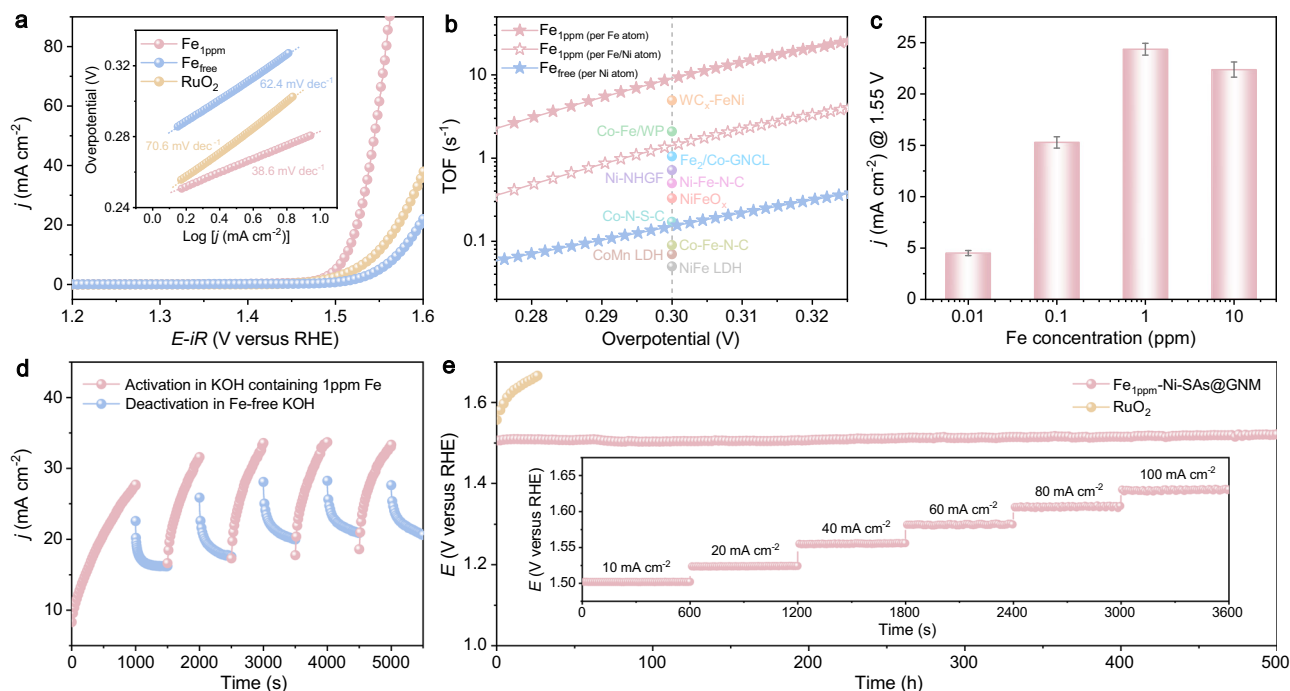 a
j (mA cm⁻²)
80
60
40
20
0
1.2
1.3
1.4
1.5
1.6
E-iR (V versus RHE)
Fe1ppm
Fefree
RuO2
Overpotential (V)
0.32
0.28
0.24
62.4 mV dec⁻¹
70.6 mV dec⁻¹
38.6 mV dec⁻¹
0.0 0.2 0.4 0.6 0.8 1.0
Log [j (mA cm⁻²)]
b
TOF (s⁻¹)
10
1
0.1
Fe1ppm (per Fe atom)
Fe1ppm (per Fe/Ni atom)
Fefree (per Ni atom)
WCx-FeNi
Co-Fe/WP
Fe2/Co-GNCL
Ni-NHGF
Ni-Fe-N-C
NiFeOx
Co-N-S-C
Co-Fe-N-C
CoMn LDH
NiFe LDH
0.28 0.29 0.30 0.31 0.32
Overpotential (V)
c
j (mA cm⁻²) @ 1.55 V
25
20
15
10
5
0
0.01 0.1 1 10
Fe concentration (ppm)
d
j (mA cm⁻²)
40
30
20
10
Activation in KOH containing 1ppm Fe
Deactivation in Fe-free KOH
0 1000 2000 3000 4000 5000
Time (s)
e
E (V versus RHE)
1.6
1.4
1.2
1.0
Fe1ppm-Ni-SAs@GNM
RuO2
E (V versus RHE)
1.65
1.60
1.55
1.50
10 mA cm⁻²
20 mA cm⁻²
40 mA cm⁻²
60 mA cm⁻²
80 mA cm⁻²
100 mA cm⁻²
0 600 1200 1800 2400 3000 3600
Time (s)
0 100 200 300 400 500
Time (h)